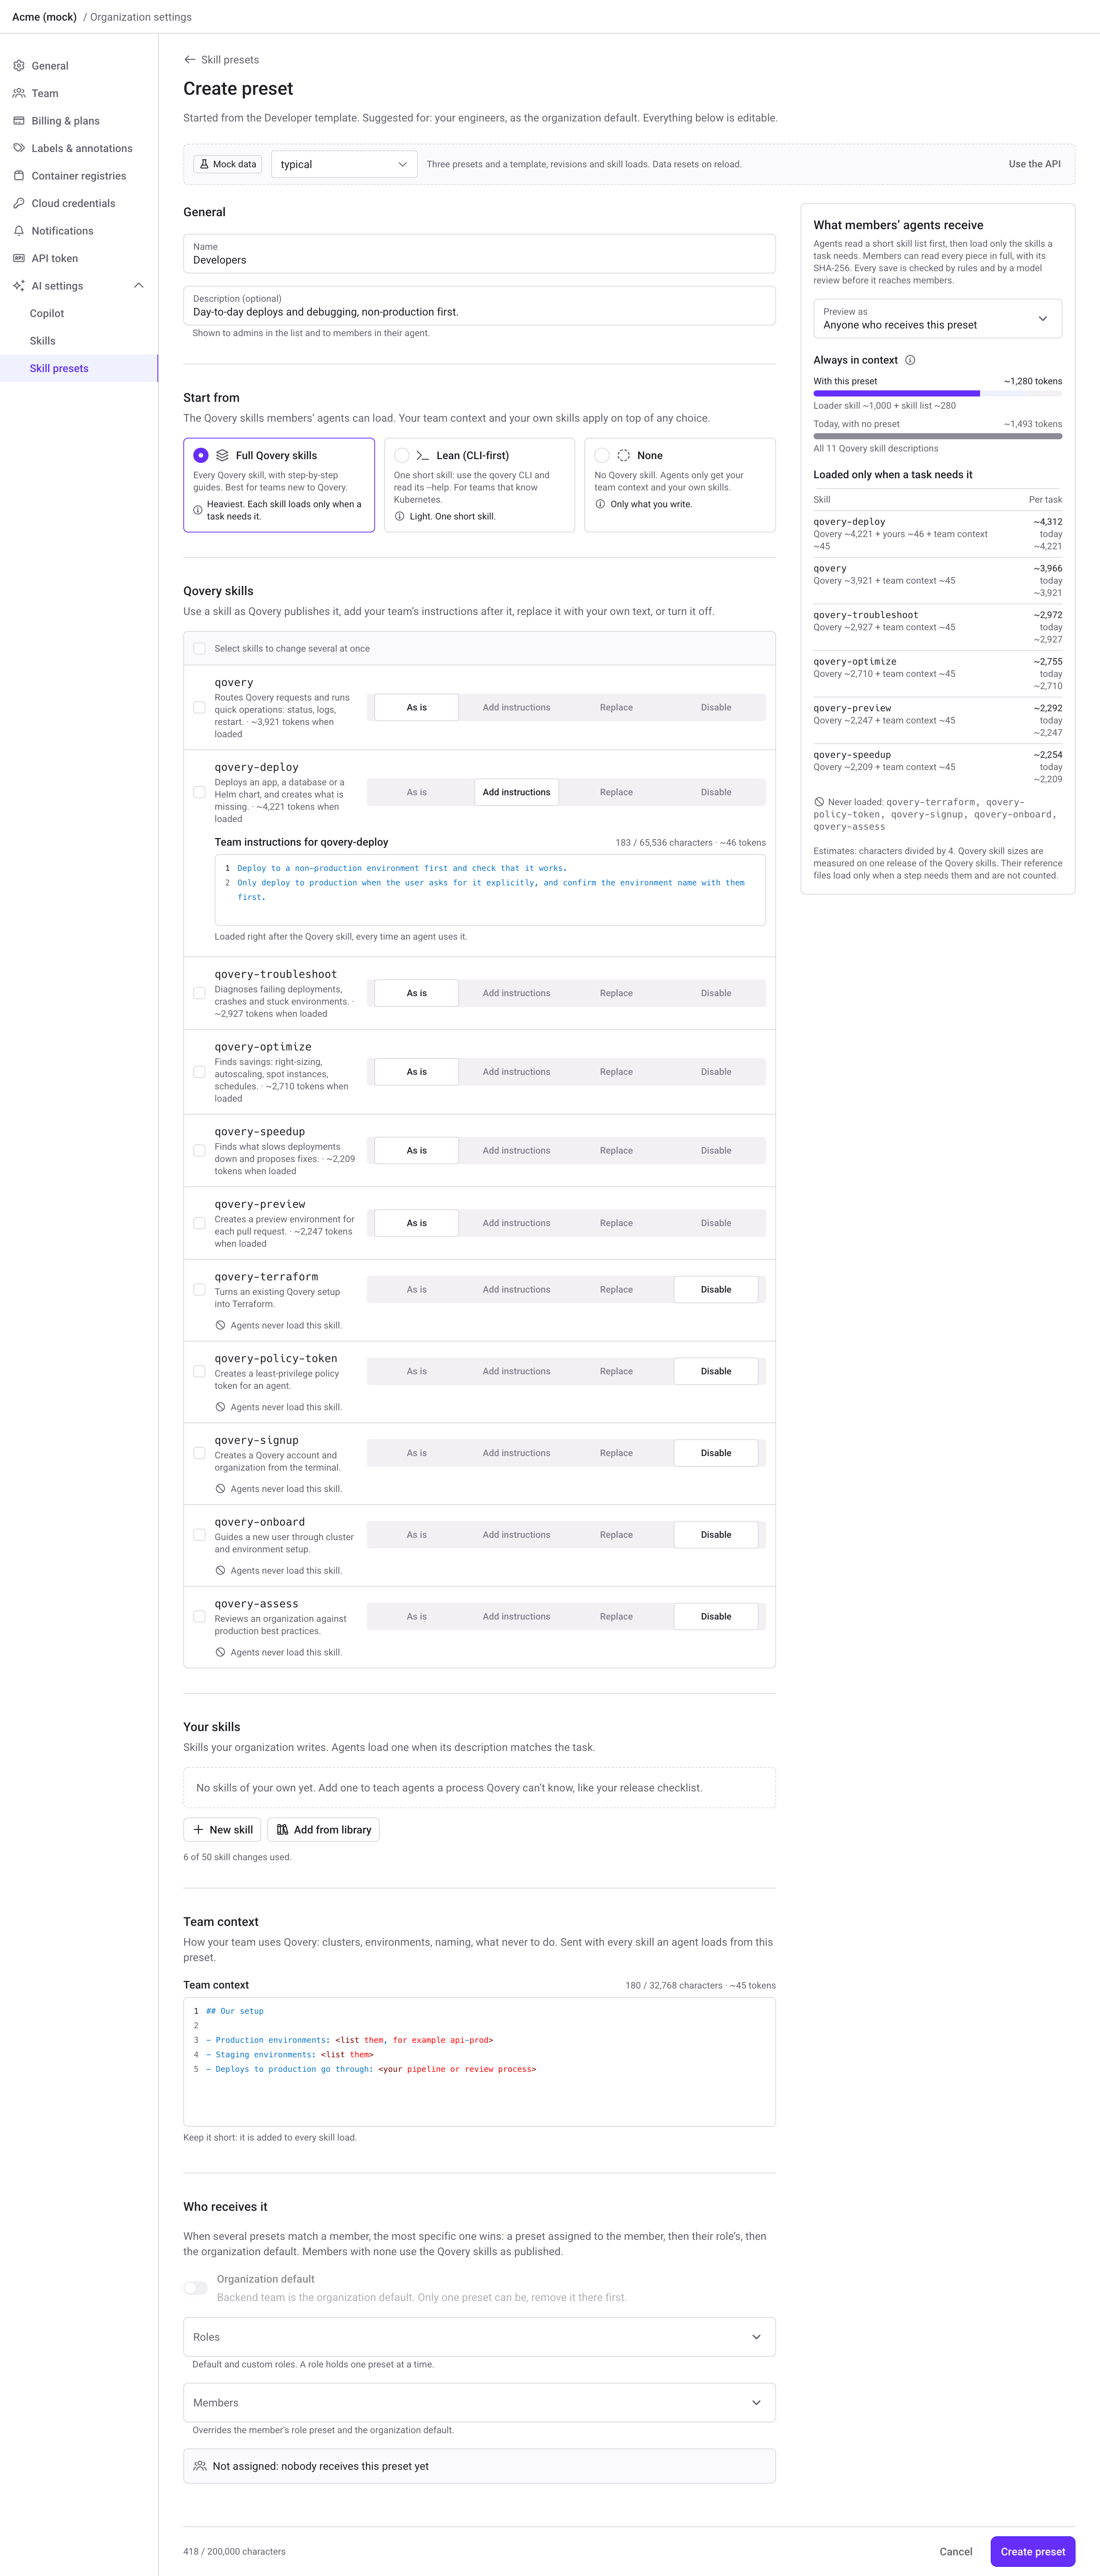 Acme (mock) / Organization settings
General
Team
Billing & plans
Labels & annotations
Container registries
Cloud credentials
Notifications
API token
AI settings
Copilot
Skills
Skill presets
Skill presets
Create preset
Started from the Developer template. Suggested for: your engineers, as the organization default. Everything below is editable.
Mock data
typical
Three presets and a template, revisions and skill loads. Data resets on reload.
Use the API
General
Name
Developers
Description (optional)
Day-to-day deploys and debugging, non-production first.
Shown to admins in the list and to members in their agent.
Start from
The Qovery skills members’ agents can load. Your team context and your own skills apply on top of any choice.
Full Qovery skills
Every Qovery skill, with step-by-step
guides. Best for teams new to Qovery.
Heaviest. Each skill loads only when a
task needs it.
Lean (CLI-first)
One short skill: use the qovery CLI and
read its --help. For teams that know
Kubernetes.
Light. One short skill.
None
No Qovery skill. Agents only get your
team context and your own skills.
Only what you write.
Qovery skills
Use a skill as Qovery publishes it, add your team’s instructions after it, replace it with your own text, or turn it off.
Select skills to change several at once
qovery
Routes Qovery requests and runs
quick operations: status, logs,
restart. · ~3,921 tokens when
loaded
As is
Add instructions
Replace
Disable
qovery-deploy
Deploys an app, a database or a
Helm chart, and creates what is
missing. · ~4,221 tokens when
loaded
As is
Add instructions
Replace
Disable
Team instructions for qovery-deploy
183 / 65,536 characters · ~46 tokens
1 Deploy to a non-production environment first and check that it works.
2 Only deploy to production when the user asks for it explicitly, and confirm the environment name with them
first.
Loaded right after the Qovery skill, every time an agent uses it.
qovery-troubleshoot
Diagnoses failing deployments,
crashes and stuck environments. ·
~2,927 tokens when loaded
As is
Add instructions
Replace
Disable
qovery-optimize
Finds savings: right-sizing,
autoscaling, spot instances,
schedules. · ~2,710 tokens when
loaded
As is
Add instructions
Replace
Disable
qovery-speedup
Finds what slows deployments
down and proposes fixes. · ~2,209
tokens when loaded
As is
Add instructions
Replace
Disable
qovery-preview
Creates a preview environment for
each pull request. · ~2,247 tokens
when loaded
As is
Add instructions
Replace
Disable
qovery-terraform
Turns an existing Qovery setup
into Terraform.
As is
Add instructions
Replace
Disable
Agents never load this skill.
qovery-policy-token
Creates a least-privilege policy
token for an agent.
As is
Add instructions
Replace
Disable
Agents never load this skill.
qovery-signup
Creates a Qovery account and
organization from the terminal.
As is
Add instructions
Replace
Disable
Agents never load this skill.
qovery-onboard
Guides a new user through cluster
and environment setup.
As is
Add instructions
Replace
Disable
Agents never load this skill.
qovery-assess
Reviews an organization against
production best practices.
As is
Add instructions
Replace
Disable
Agents never load this skill.
Your skills
Skills your organization writes. Agents load one when its description matches the task.
No skills of your own yet. Add one to teach agents a process Qovery can’t know, like your release checklist.
New skill
Add from library
6 of 50 skill changes used.
Team context
How your team uses Qovery: clusters, environments, naming, what never to do. Sent with every skill an agent loads from this
preset.
Team context
180 / 32,768 characters · ~45 tokens
1 ## Our setup
2
3 - Production environments: <list them, for example api-prod>
4 - Staging environments: <list them>
5 - Deploys to production go through: <your pipeline or review process>
Keep it short: it is added to every skill load.
Who receives it
When several presets match a member, the most specific one wins: a preset assigned to the member, then their role’s, then
the organization default. Members with none use the Qovery skills as published.
Organization default
Backend team is the organization default. Only one preset can be, remove it there first.
Roles
Default and custom roles. A role holds one preset at a time.
Members
Overrides the member's role preset and the organization default.
Not assigned: nobody receives this preset yet
418 / 200,000 characters
Cancel
Create preset
What members’ agents receive
Agents read a short skill list first, then load only the skills a
task needs. Members can read every piece in full, with its
SHA-256. Every save is checked by rules and by a model
review before it reaches members.
Preview as
Anyone who receives this preset
Always in context
With this preset
~1,280 tokens
Loader skill ~1,000 + skill list ~280
Today, with no preset
~1,493 tokens
All 11 Qovery skill descriptions
Loaded only when a task needs it
Skill
Per task
qovery-deploy
Qovery ~4,221 + yours ~46 + team context
~45
~4,312
today
~4,221
qovery
Qovery ~3,921 + team context ~45
~3,966
today
~3,921
qovery-troubleshoot
Qovery ~2,927 + team context ~45
~2,972
today
~2,927
qovery-optimize
Qovery ~2,710 + team context ~45
~2,755
today
~2,710
qovery-preview
Qovery ~2,247 + team context ~45
~2,292
today
~2,247
qovery-speedup
Qovery ~2,209 + team context ~45
~2,254
today
~2,209
Never loaded: qovery-terraform, qovery-
policy-token, qovery-signup, qovery-onboard,
qovery-assess
Estimates: characters divided by 4. Qovery skill sizes are
measured on one release of the Qovery skills. Their reference
files load only when a step needs them and are not counted.